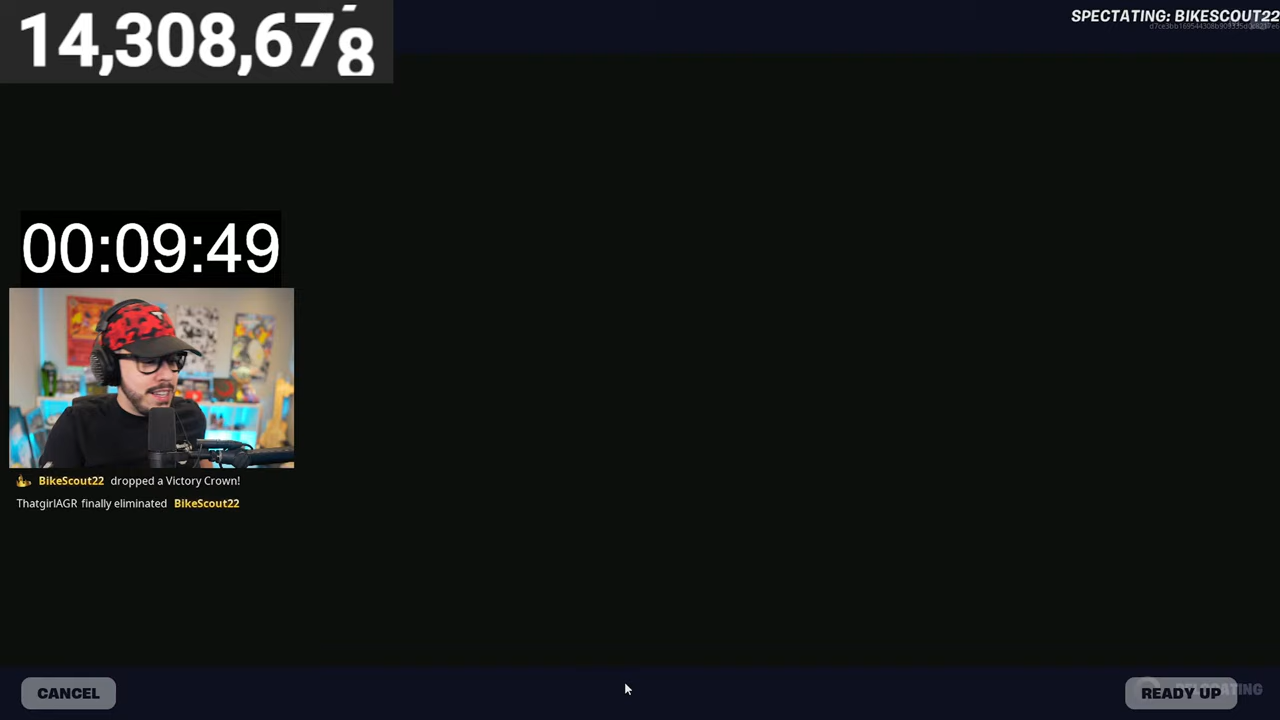 14,308,678
SPECTATING: BIKESCOUT22
00:09:49
BikeScout22 dropped a Victory Crown!
ThatgirlAGR finally eliminated BikeScout22
CANCEL
READY UP